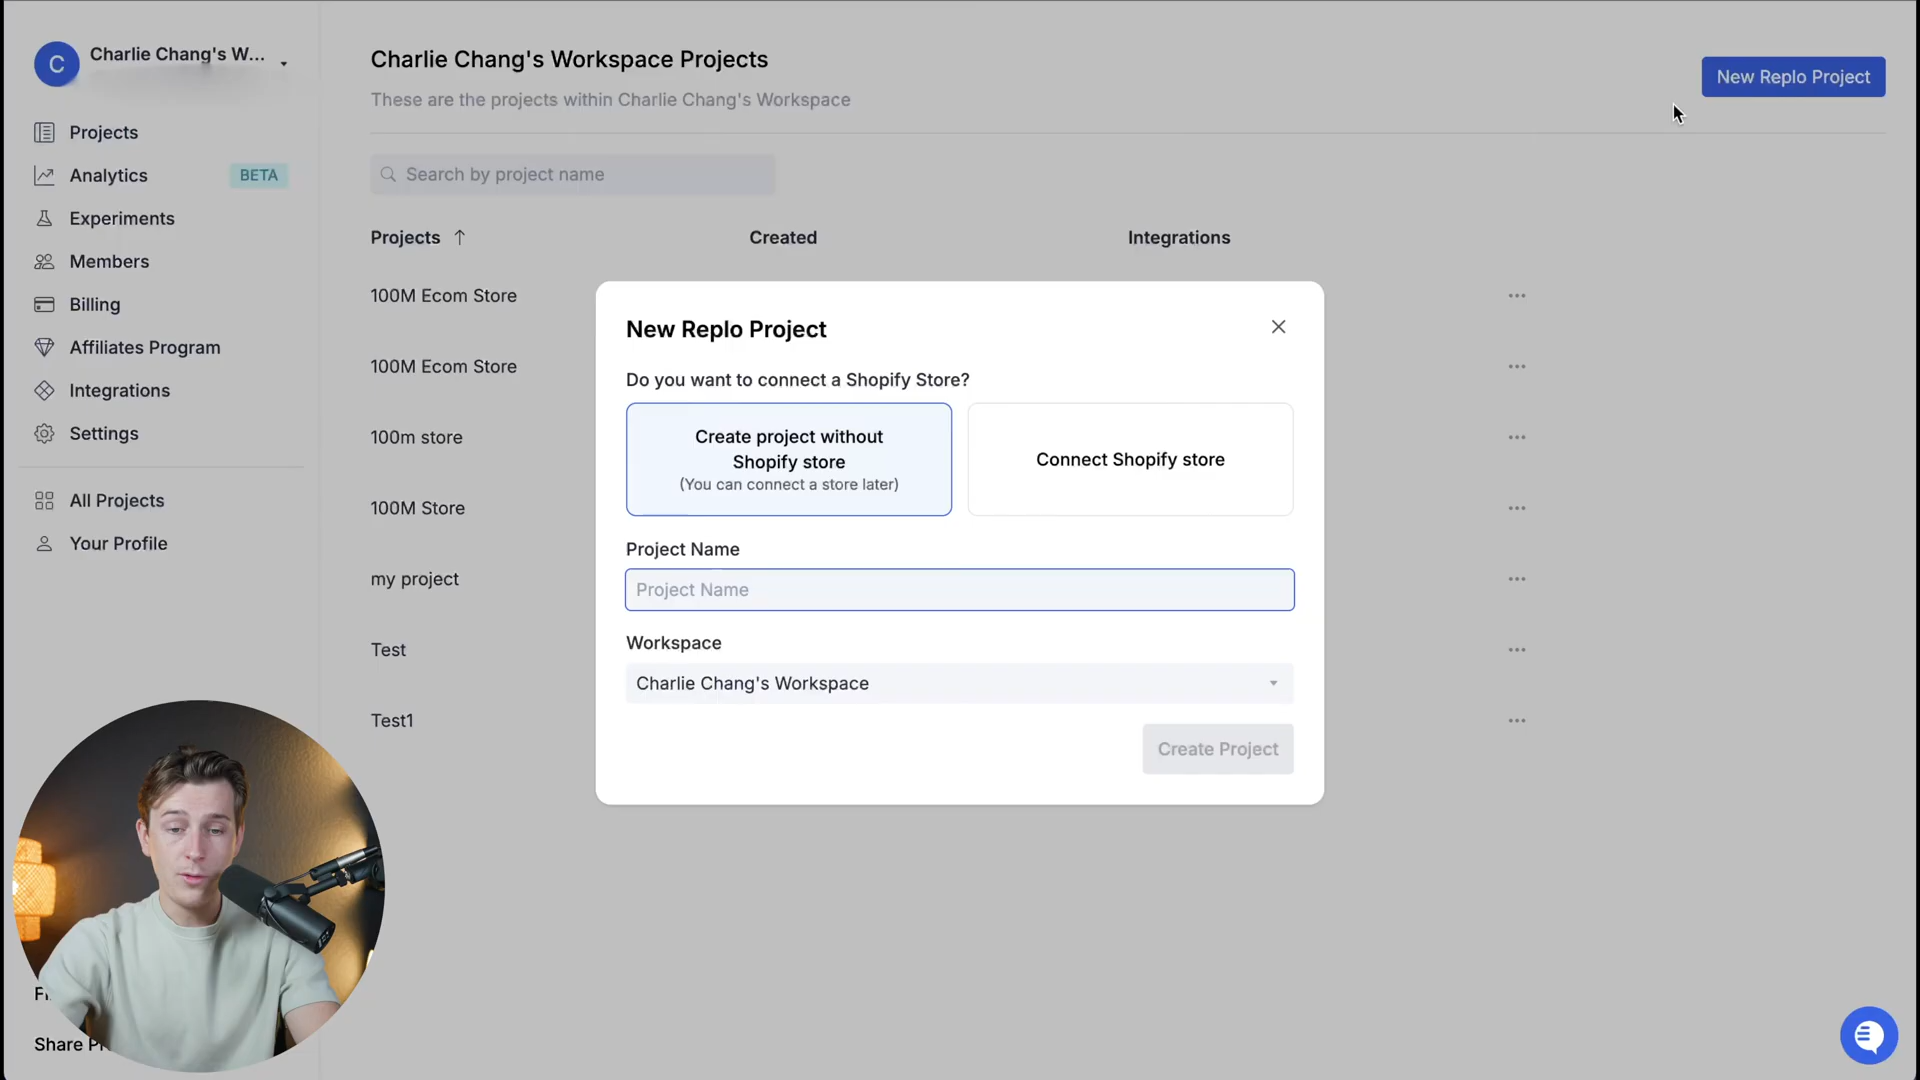 C
Charlie Chang's W...
Projects
Analytics
BETA
Experiments
Members
Billing
Affiliates Program
Integrations
Settings
All Projects
Your Profile
Share
Charlie Chang's Workspace Projects
These are the projects within Charlie Chang's Workspace
New Replo Project
Search by project name
Projects
Created
Integrations
100M Ecom Store
100M Ecom Store
100m store
100M Store
my project
Test
Test1
New Replo Project
Do you want to connect a Shopify Store?
Create project without
Shopify store
(You can connect a store later)
Connect Shopify store
Project Name
Project Name
Workspace
Charlie Chang's Workspace
Create Project